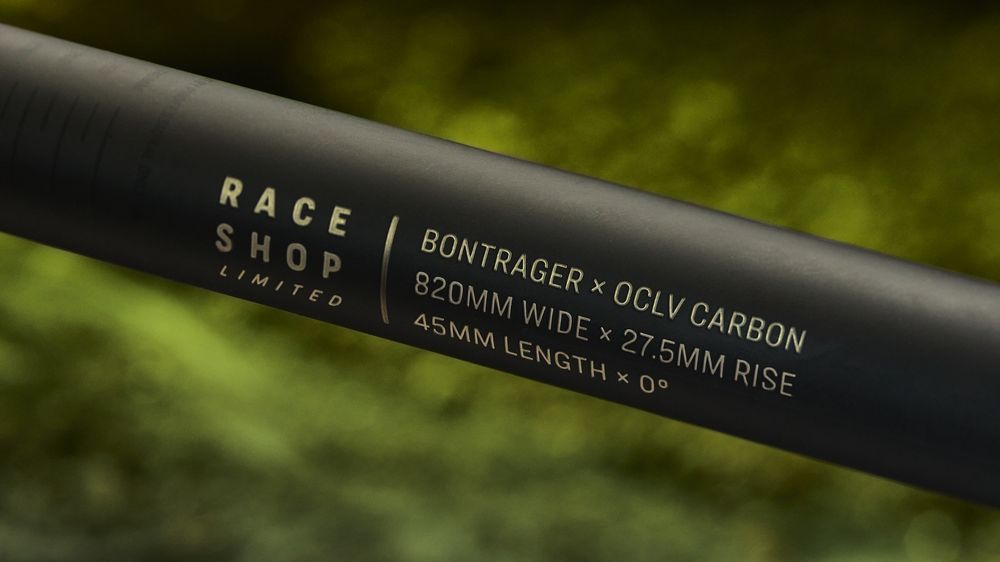 RACE
SHOP
LIMITED
BONTRAGER × OCLV CARBON
820MM WIDE × 27.5MM RISE
45MM LENGTH × 0°